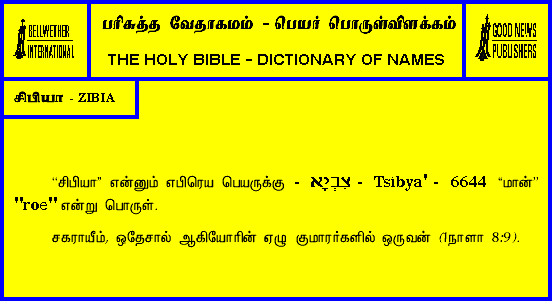 BELLWETHER
INTERNATIONAL
பரிசுத்த வேதாகமம் - பெயர் பொருள்விளக்கம்
THE HOLY BIBLE - DICTIONARY OF NAMES
GOOD NEWS
PUBLISHERS
சிபியா - ZIBIA
“சிபியா” என்னும் எபிரெய பெயருக்கு - צִבְיָא - Tsibya' - 6644 “மான்”
"roe" என்று பொருள்.
சகராயீம், ஒதேசால் ஆகியோரின் ஏழு குமாரர்களில் ஒருவன் (1நாளா 8:9).